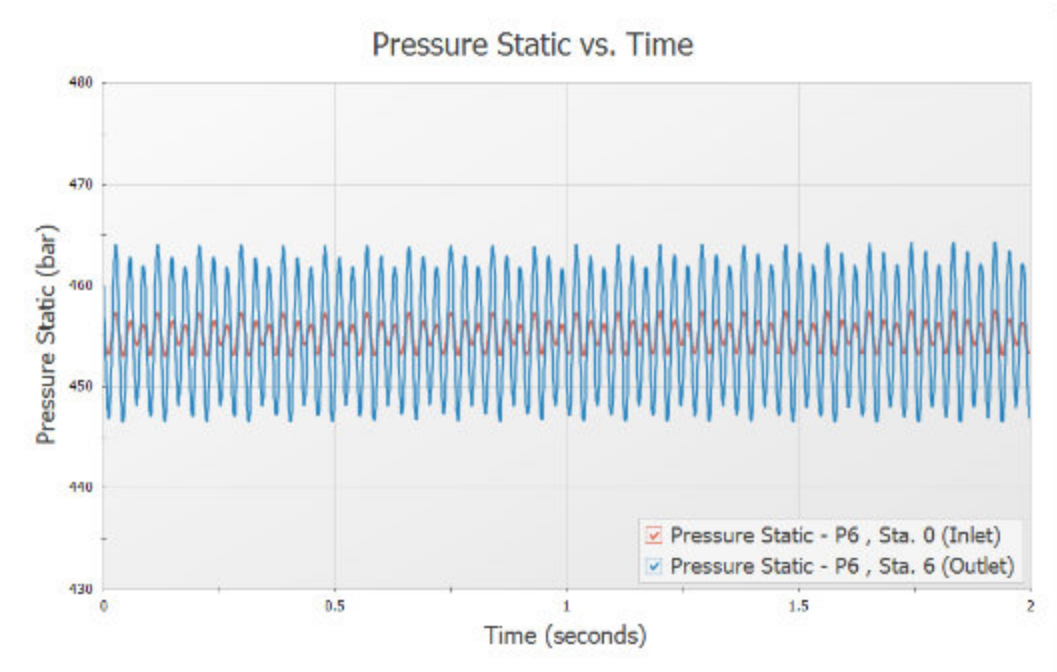 Pressure Static vs. Time
480
470
460
450
440
430
Pressure Static (bar)
0
0.5
1
1.5
2
Time (seconds)
Pressure Static - P6 , Sta. 0 (Inlet)
Pressure Static - P6 , Sta. 6 (Outlet)